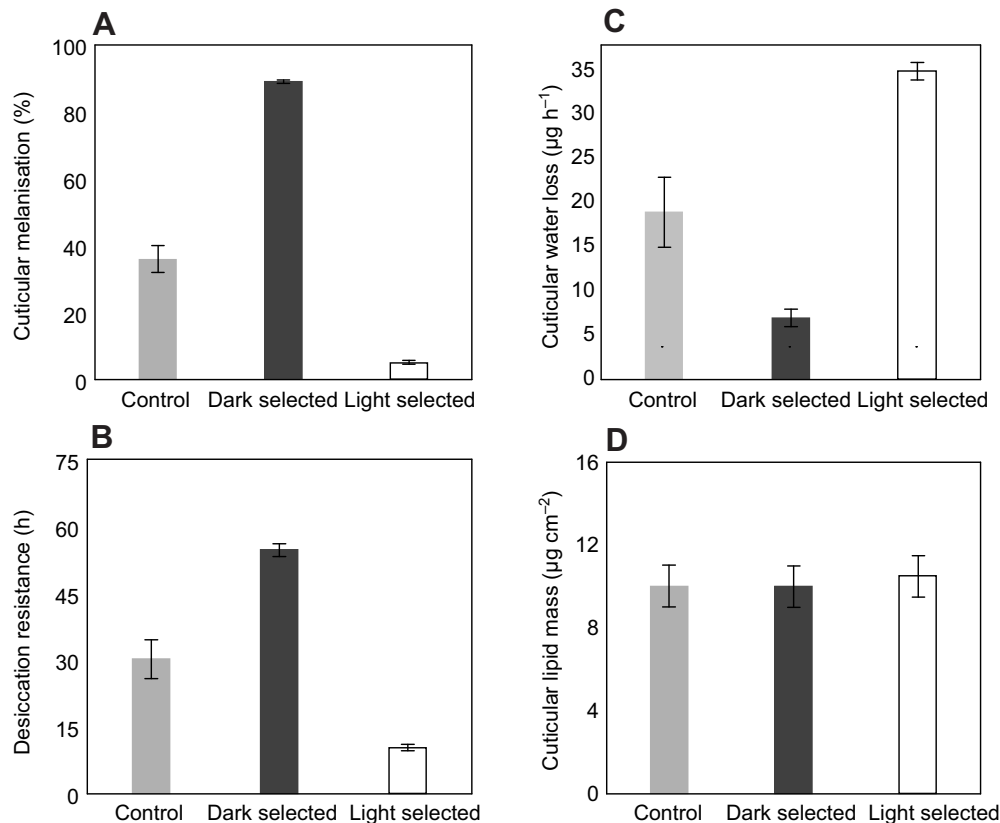 A
Cuticular melanisation (%)
100
80
60
40
20
0
Control Dark selected Light selected
B
Desiccation resistance (h)
75
60
45
30
15
0
Control Dark selected Light selected
C
Cuticular water loss (µg h⁻¹)
35
30
25
20
15
10
5
0
Control Dark selected Light selected
D
Cuticular lipid mass (µg cm⁻²)
16
12
8
4
0
Control Dark selected Light selected